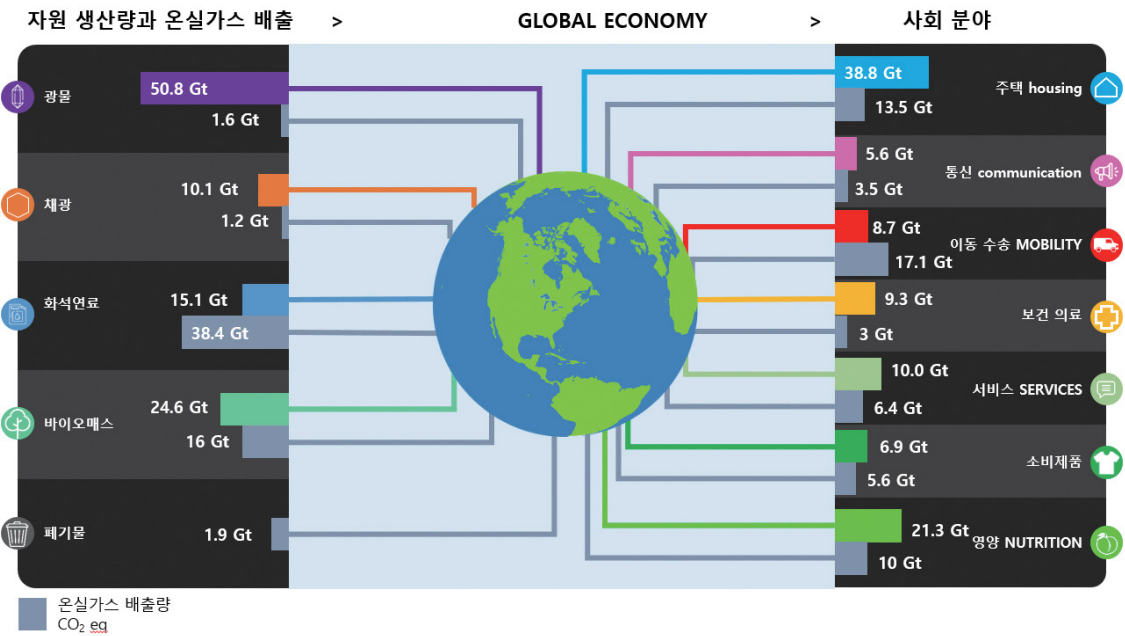 자원 생산량과 온실가스 배출 > GLOBAL ECONOMY > 사회 분야
광물
50.8 Gt
1.6 Gt
채광
10.1 Gt
1.2 Gt
화석연료
15.1 Gt
38.4 Gt
바이오매스
24.6 Gt
16 Gt
폐기물
1.9 Gt
38.8 Gt
13.5 Gt
주택 housing
5.6 Gt
3.5 Gt
통신 communication
8.7 Gt
17.1 Gt
이동 수송 MOBILITY
9.3 Gt
3 Gt
보건 의료
10.0 Gt
6.4 Gt
서비스 SERVICES
6.9 Gt
5.6 Gt
소비제품
21.3 Gt
10 Gt
영양 NUTRITION
온실가스 배출량
CO₂ eq